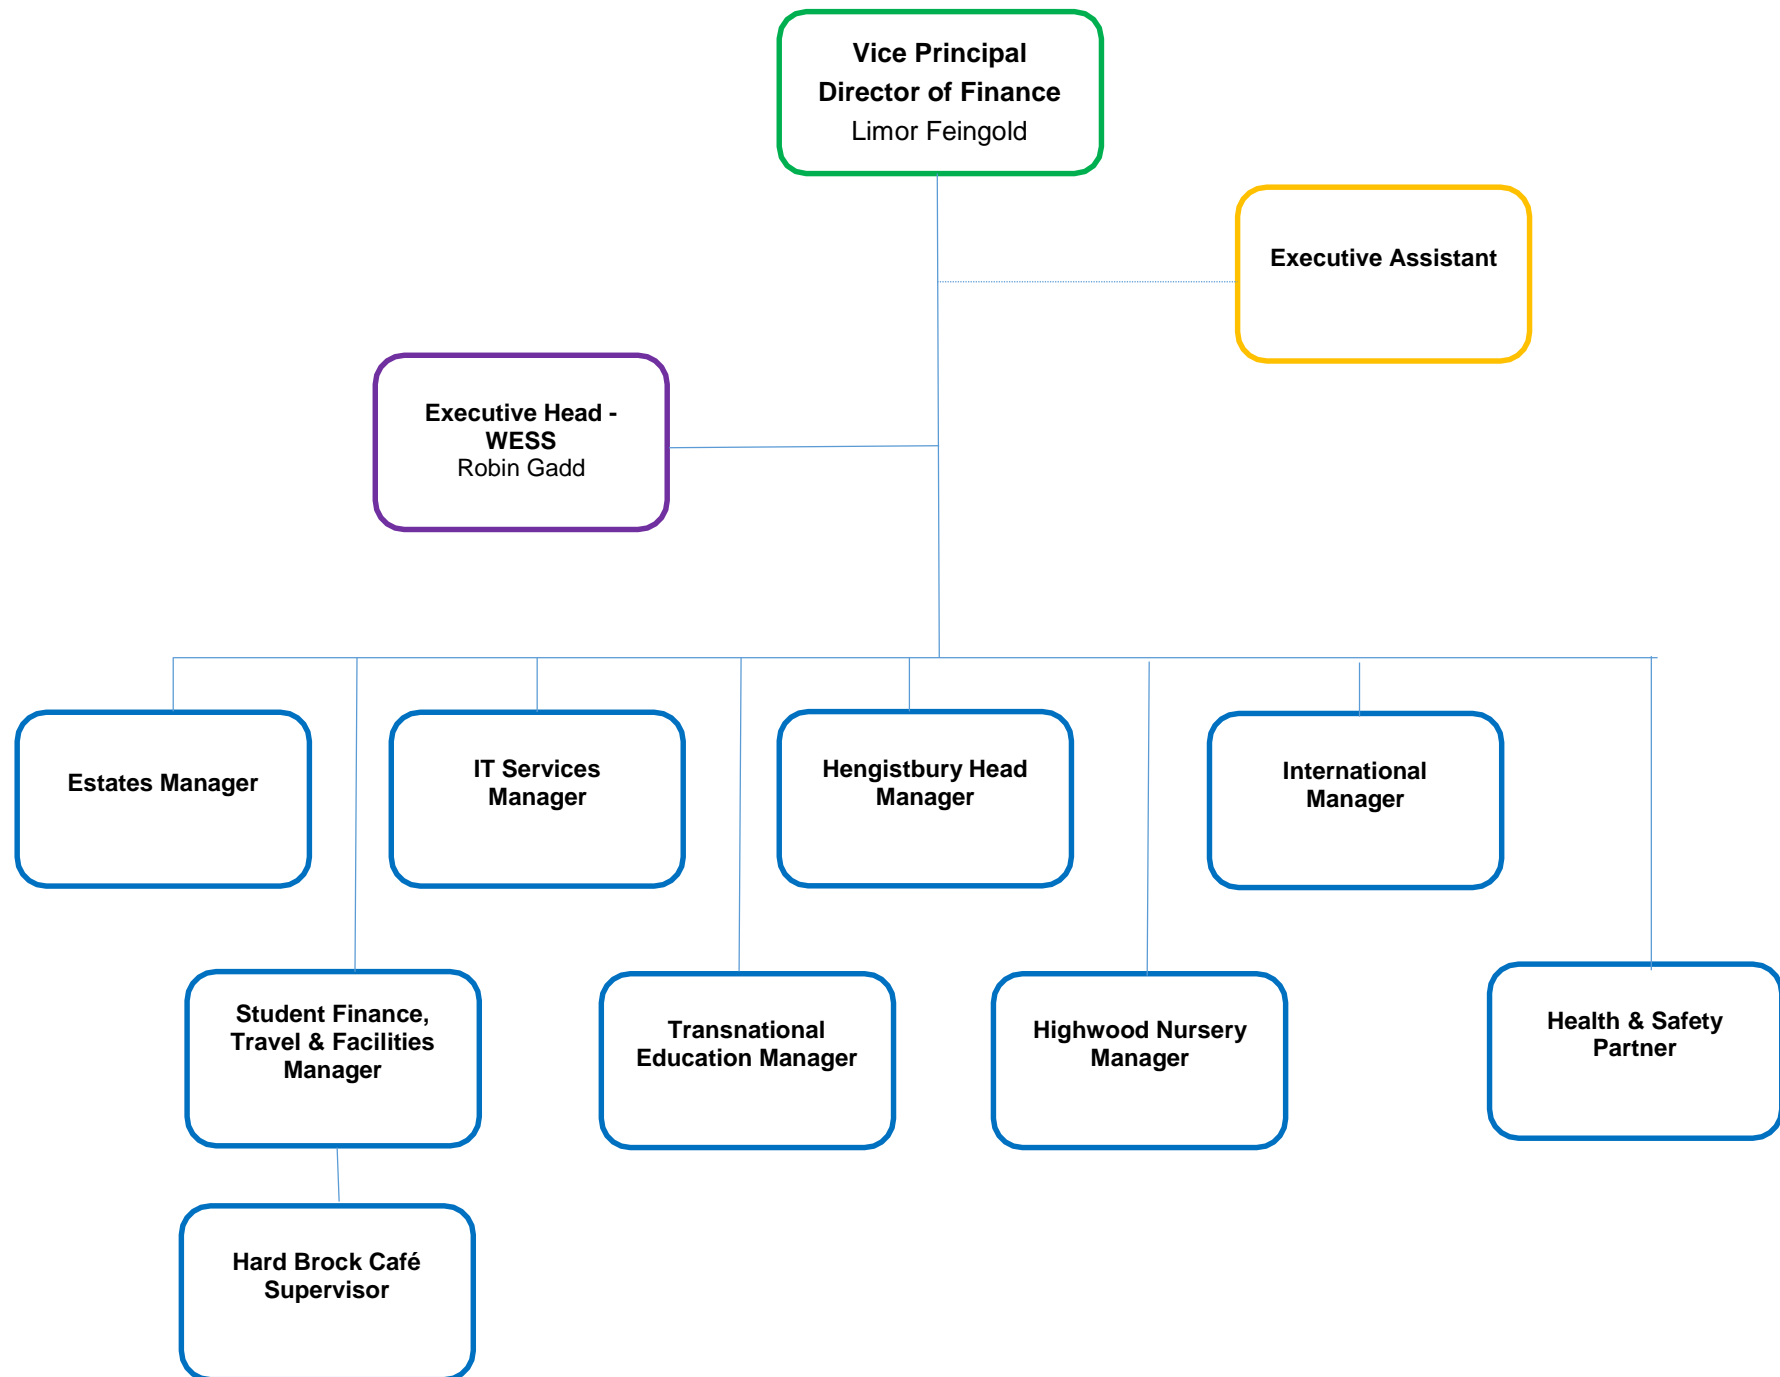 Vice Principal
Director of Finance
Limor Feingold
Executive Assistant
Executive Head -
WESS
Robin Gadd
Estates Manager
IT Services
Manager
Hengistbury Head
Manager
International
Manager
Student Finance,
Travel & Facilities
Manager
Transnational
Education Manager
Highwood Nursery
Manager
Health & Safety
Partner
Hard Brock Café
Supervisor